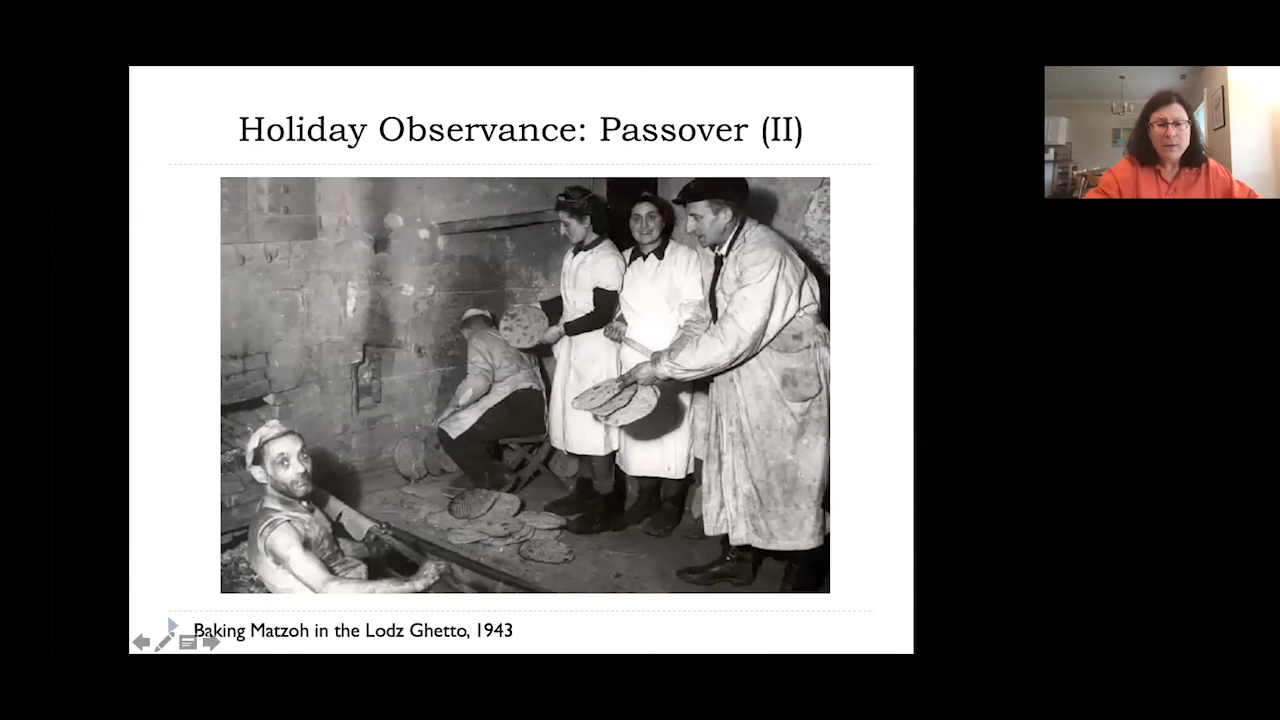 Holiday Observance: Passover (II)
Baking Matzoh in the Lodz Ghetto, 1943